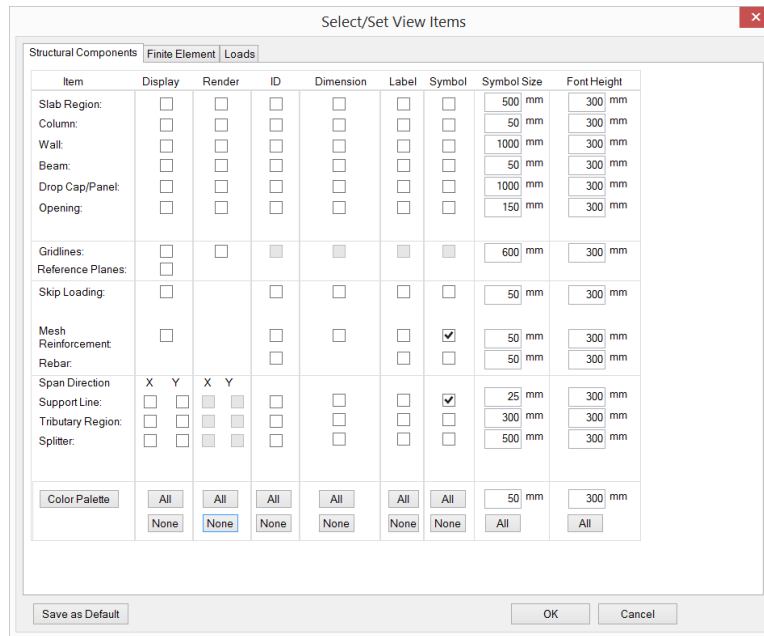 Select/Set View Items
Structural Components Finite Element Loads
Item Display Render ID Dimension Label Symbol Symbol Size Font Height
Slab Region: 500 mm 300 mm
Column: 50 mm 300 mm
Wall: 1000 mm 300 mm
Beam: 50 mm 300 mm
Drop Cap/Panel: 1000 mm 300 mm
Opening: 150 mm 300 mm
Gridlines: 600 mm 300 mm
Reference Planes:
Skip Loading: 50 mm 300 mm
Mesh
Reinforcement: 50 mm 300 mm
Rebar: 50 mm 300 mm
Span Direction X Y X Y
Support Line: 25 mm 300 mm
Tributary Region: 300 mm 300 mm
Splitter: 500 mm 300 mm
Color Palette All All All All All All 50 mm 300 mm
None None None None None None All All
Save as Default OK Cancel